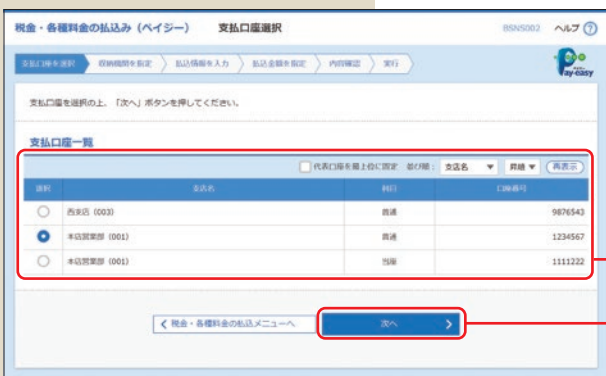 税金・各種料金の払込み（ペイジー） 支払口座選択 BSNS002 ヘルプ ?
支払口座を選択 収納機関を指定 払込情報を入力 払込金額を指定 内容確認 実行 Pay-easy
支払口座を選択の上、「次へ」ボタンを押してください。
支払口座一覧
代表口座を最上位に固定 並び順： 支店名 ▼ 昇順 ▼ 再表示
選択 支店名 科目 口座番号
西支店 (003) 普通 9876543
本店営業部 (001) 普通 1234567
本店営業部 (001) 当座 1111222
税金・各種料金の払込メニューへ 次へ